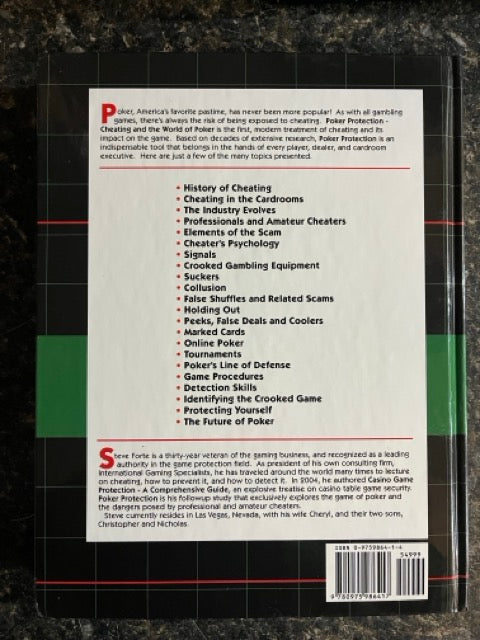 Poker, America's favorite pastime, has never been more popular! As with all gambling
games, there's always the risk of being exposed to cheating. Poker Protection -
Cheating and the World of Poker is the first, modern treatment of cheating and its
impact on the game. Based on decades of extensive research, Poker Protection is an
indispensable tool that belongs in the hands of every player, dealer, and cardroom
executive. Here are just a few of the many topics presented.
• History of Cheating
• Cheating in the Cardrooms
• The Industry Evolves
• Professionals and Amateur Cheaters
• Elements of the Scam
• Cheater's Psychology
• Signals
• Crooked Gambling Equipment
• Suckers
• Collusion
• False Shuffles and Related Scams
• Holding Out
• Peeks, False Deals and Coolers
• Marked Cards
• Online Poker
• Tournaments
• Poker's Line of Defense
• Game Procedures
• Detection Skills
• Identifying the Crooked Game
• Protecting Yourself
• The Future of Poker
Steve Forte is a thirty-year veteran of the gaming business, and recognized as a leading
authority in the game protection field. As president of his own consulting firm,
International Gaming Specialists, he has traveled around the world many times to lecture
on cheating, how to prevent it, and how to detect it. In 2004, he authored Casino Game
Protection - A Comprehensive Guide, an explosive treatise on casino table game security.
Poker Protection is his followup study that exclusively explores the game of poker and
the dangers posed by professional and amateur cheaters.
Steve currently resides in Las Vegas, Nevada, with his wife Cheryl, and their two sons,
Christopher and Nicholas.
ISBN 0-9759864-1-6
54999
9 780975 986417